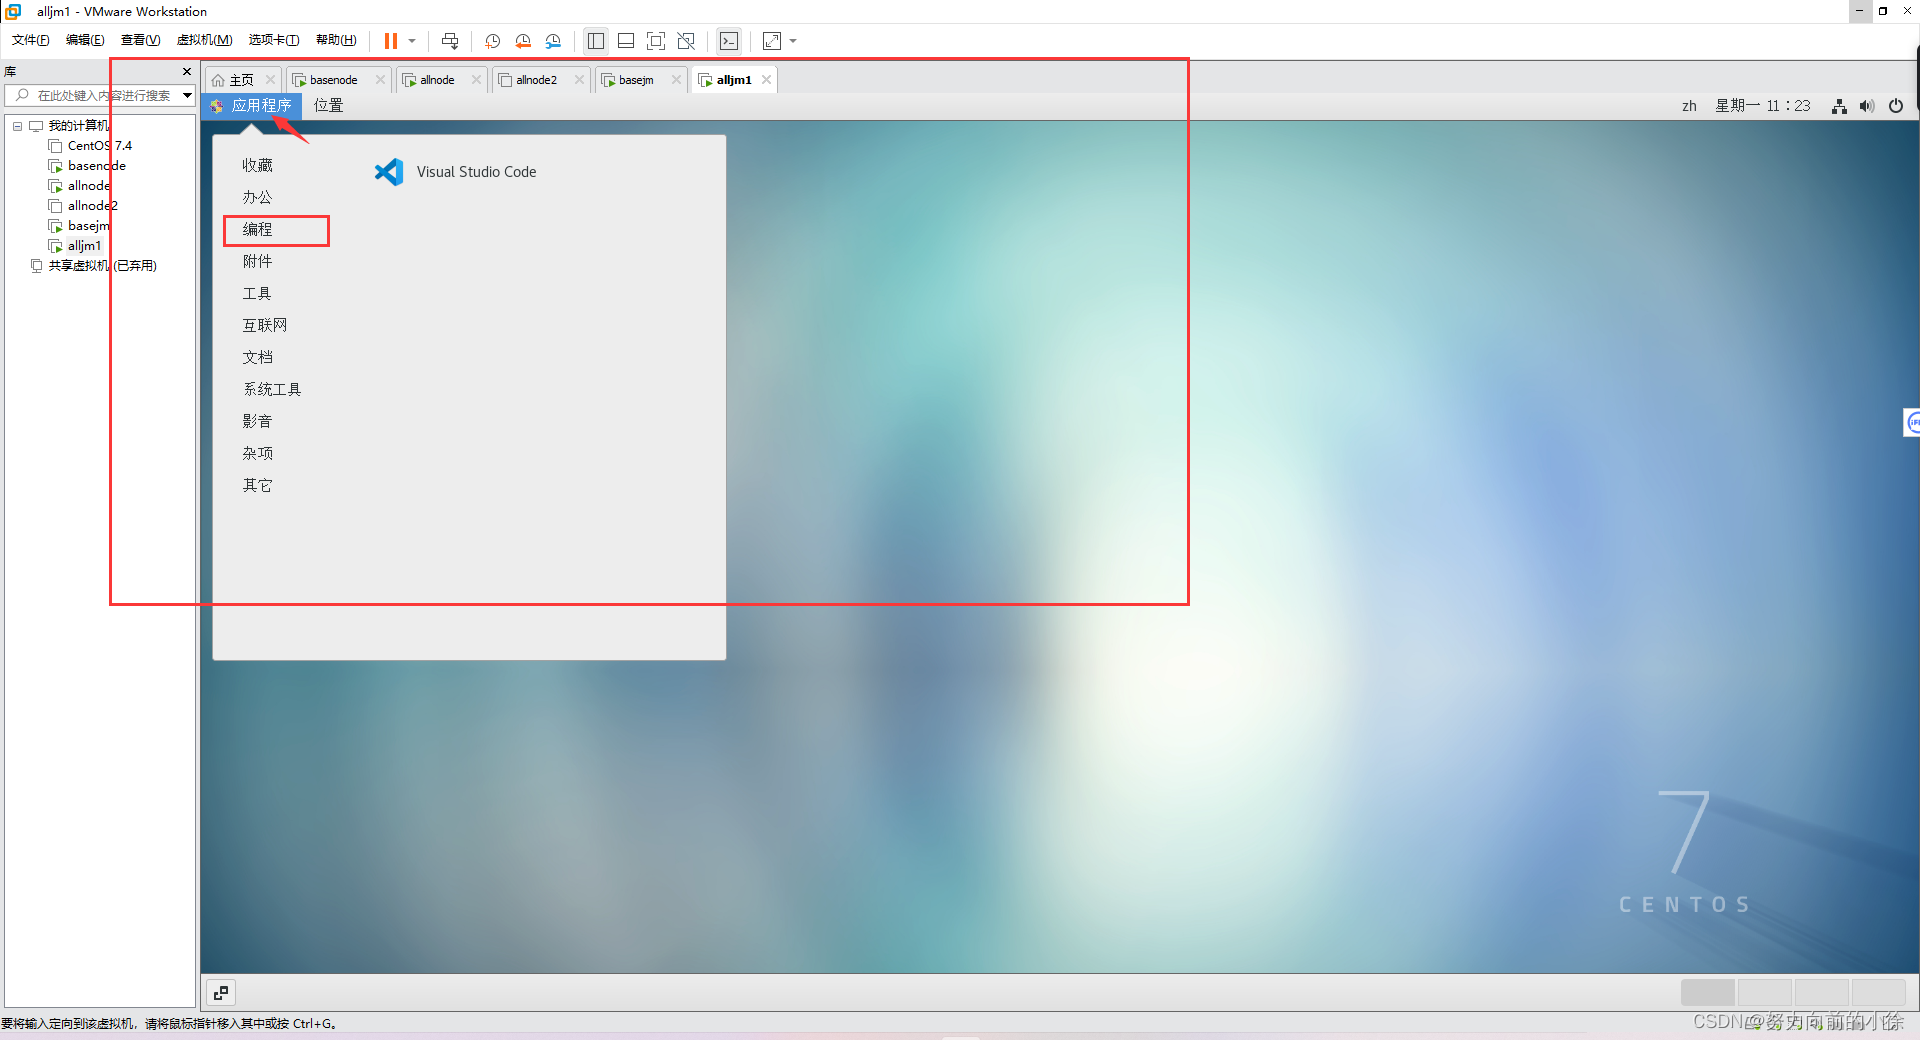 alljm1 - VMware Workstation
文件(F) 编辑(E) 查看(V) 虚拟机(M) 选项卡(T) 帮助(H)
库
在此处键入内容进行搜索
我的计算机
CentOS 7.4
basenode
allnode
allnode2
basejm
alljm1
共享虚拟机 (已弃用)
主页 basenode allnode allnode2 basejm alljm1
应用程序 位置 zh 星期一 11:23
收藏
办公
编程
附件
工具
互联网
文档
系统工具
影音
杂项
其它
Visual Studio Code
7
CENTOS
要将输入定向到该虚拟机，请将鼠标指针移入其中或按 Ctrl+G。
CSDN @努力向前的小徐